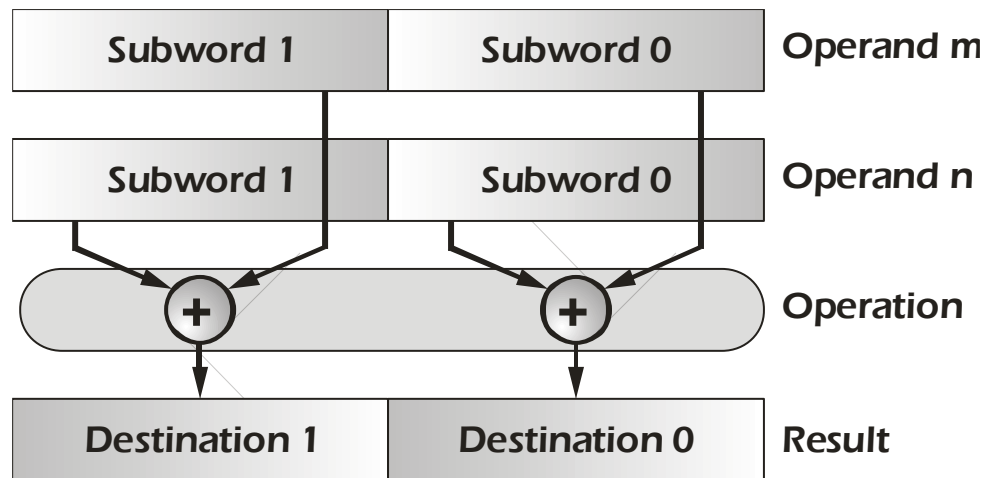 Subword 1 Subword 0 Operand m
Subword 1 Subword 0 Operand n
+ + Operation
Destination 1 Destination 0 Result